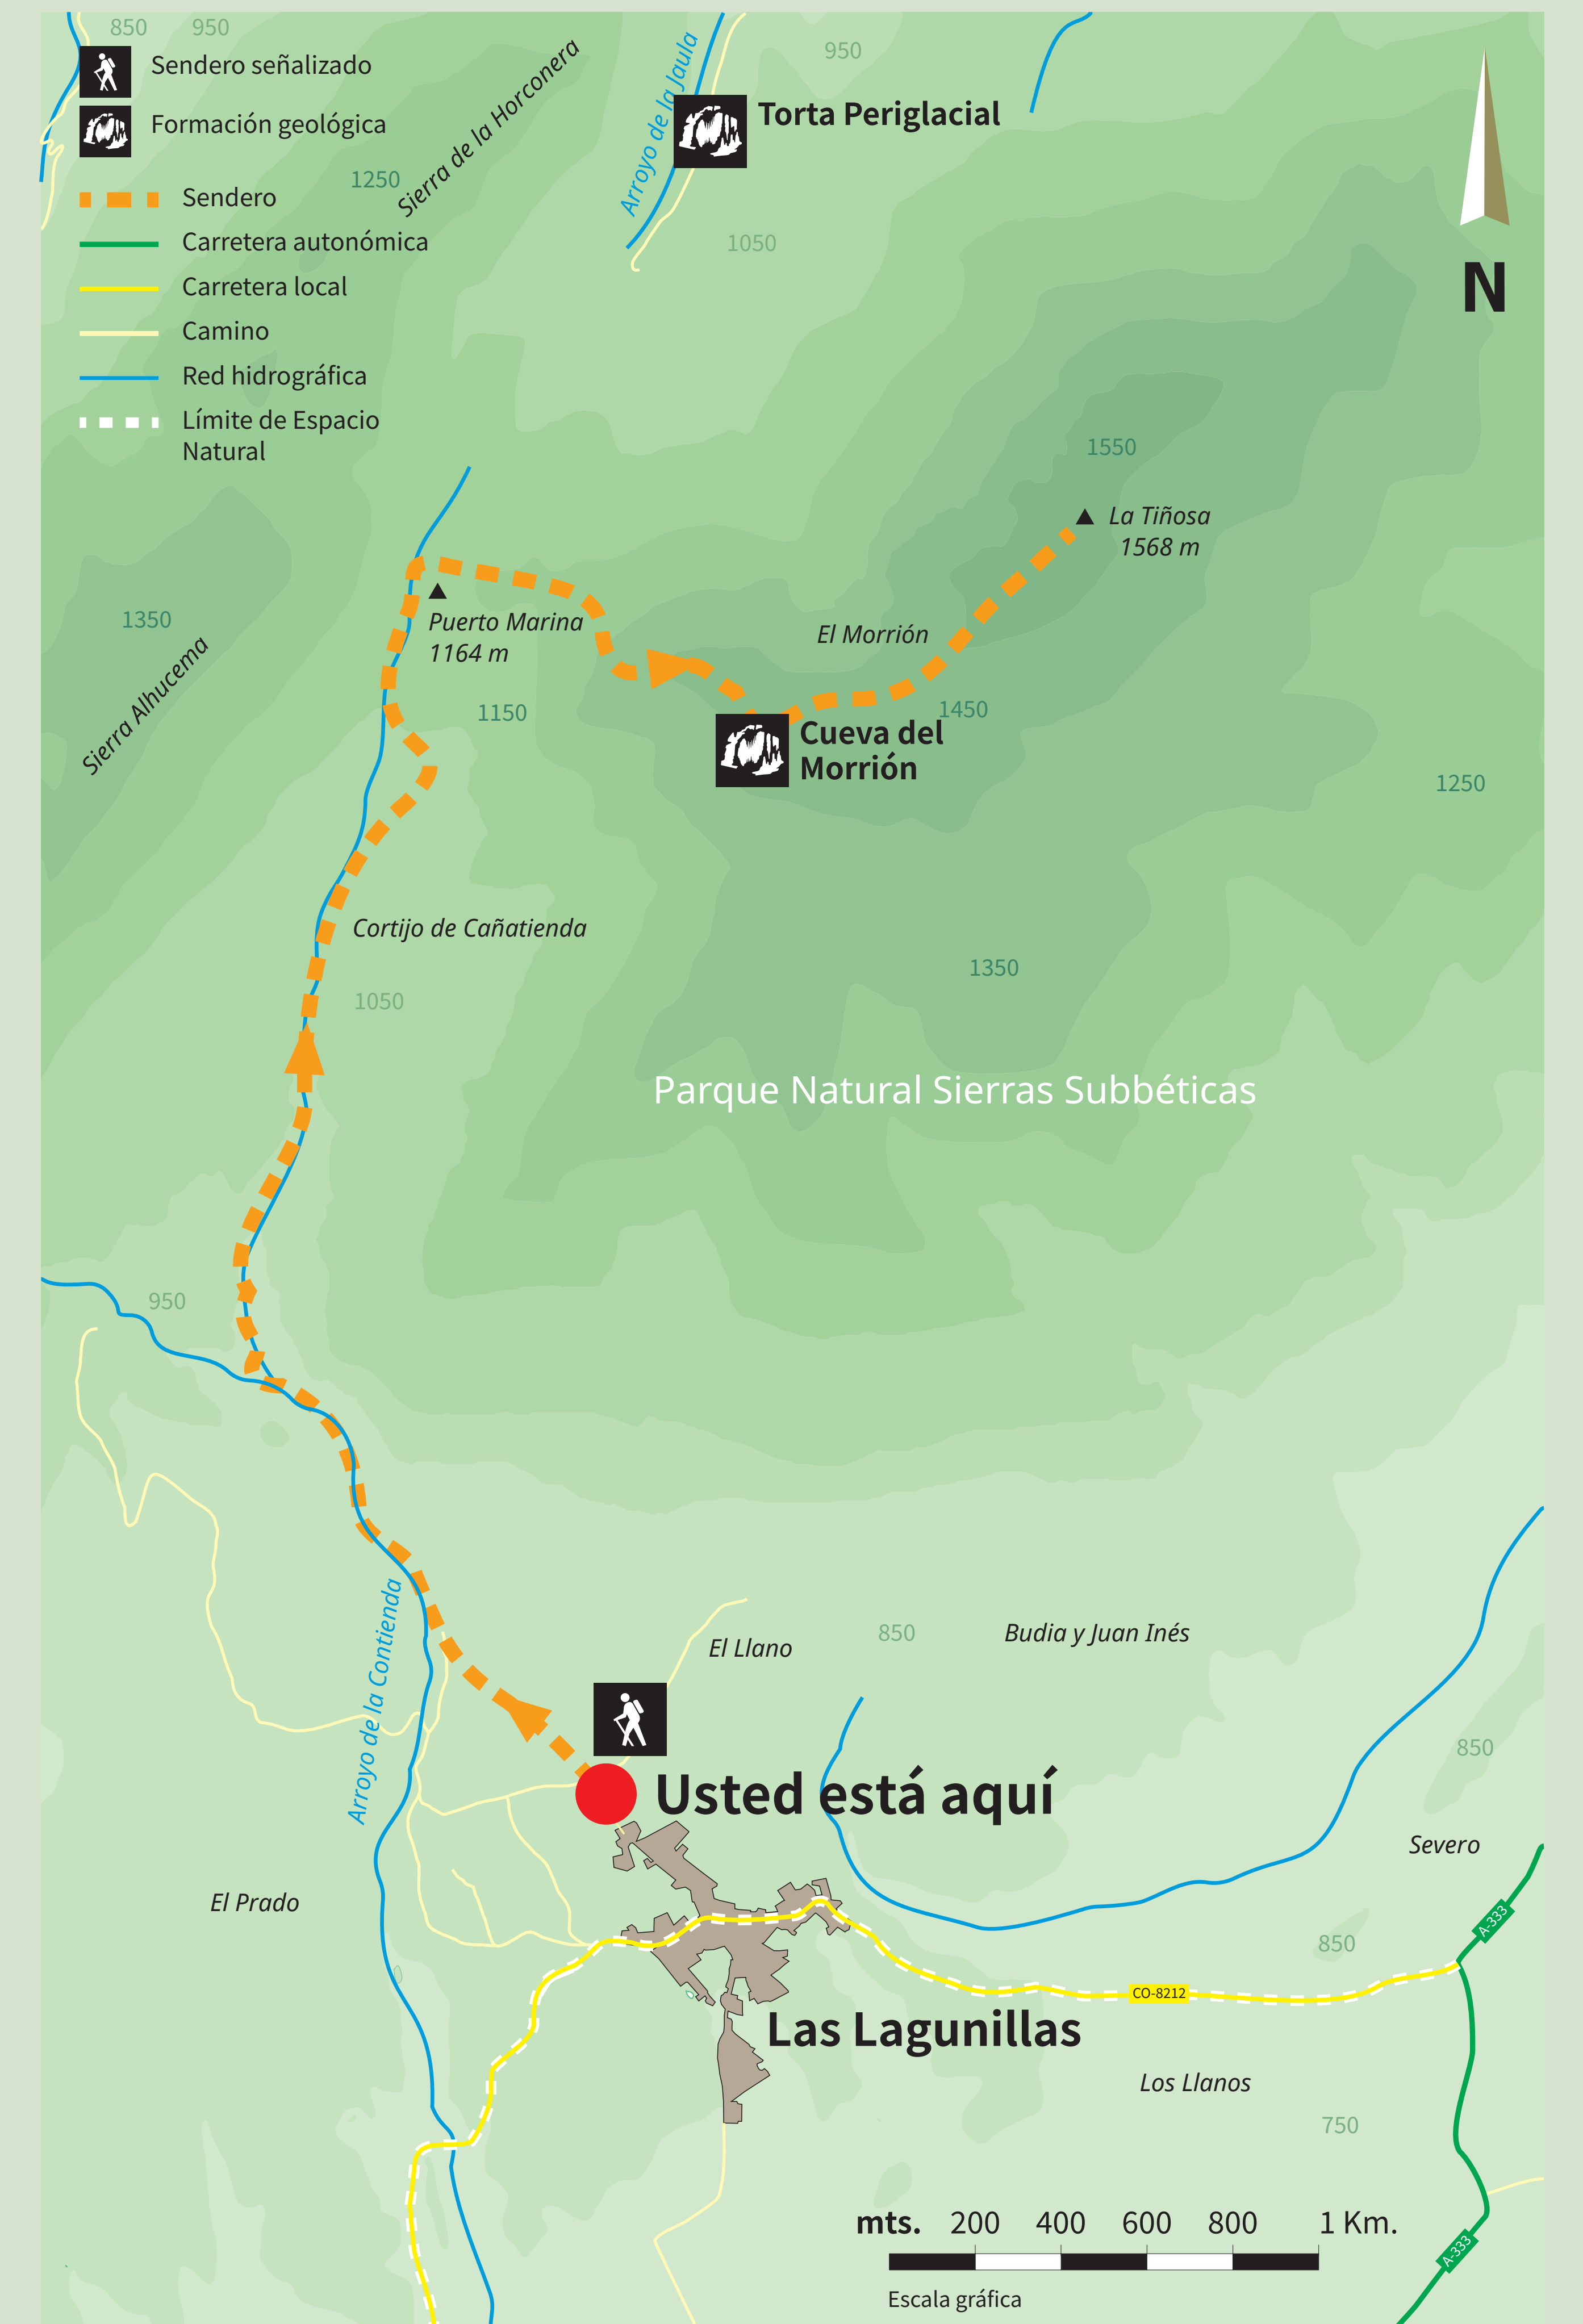 850
950
Sendero señalizado
Formación geológica
Sierra de la Horconera
1250
Arroyo de la Jaula
950
Torta Periglacial
1050
N
Sendero
Carretera autonómica
Carretera local
Camino
Red hidrográfica
Límite de Espacio
Natural
1550
La Tiñosa
1568 m
1350
Sierra Alhucema
Puerto Marina
1164 m
El Morrión
1150
1450
Cueva del
Morrión
1250
Cortijo de Cañatienda
1350
1050
Parque Natural Sierras Subbéticas
950
Arroyo de la Contienda
El Llano
850
Budia y Juan Inés
850
Usted está aquí
Severo
El Prado
A-333
850
CO-8212
Las Lagunillas
Los Llanos
750
mts. 200 400 600 800 1 Km.
A-333
Escala gráfica